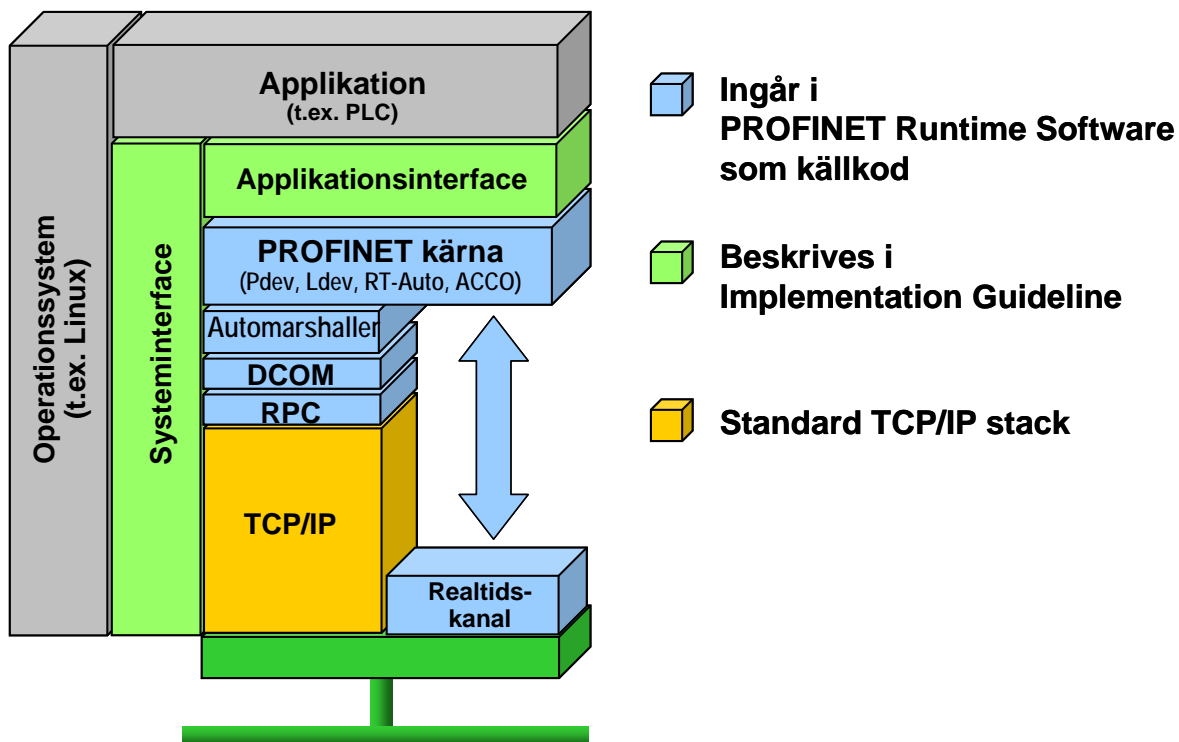 Operationssystem
(t.ex. Linux)
Systeminterface
Applikation
(t.ex. PLC)
Applikationsinterface
PROFINET kärna
(Pdev, Ldev, RT-Auto, ACCO)
Automarshaller
DCOM
RPC
TCP/IP
Realtids-
kanal
Ingår i
PROFINET Runtime Software
som källkod
Beskrives i
Implementation Guideline
Standard TCP/IP stack